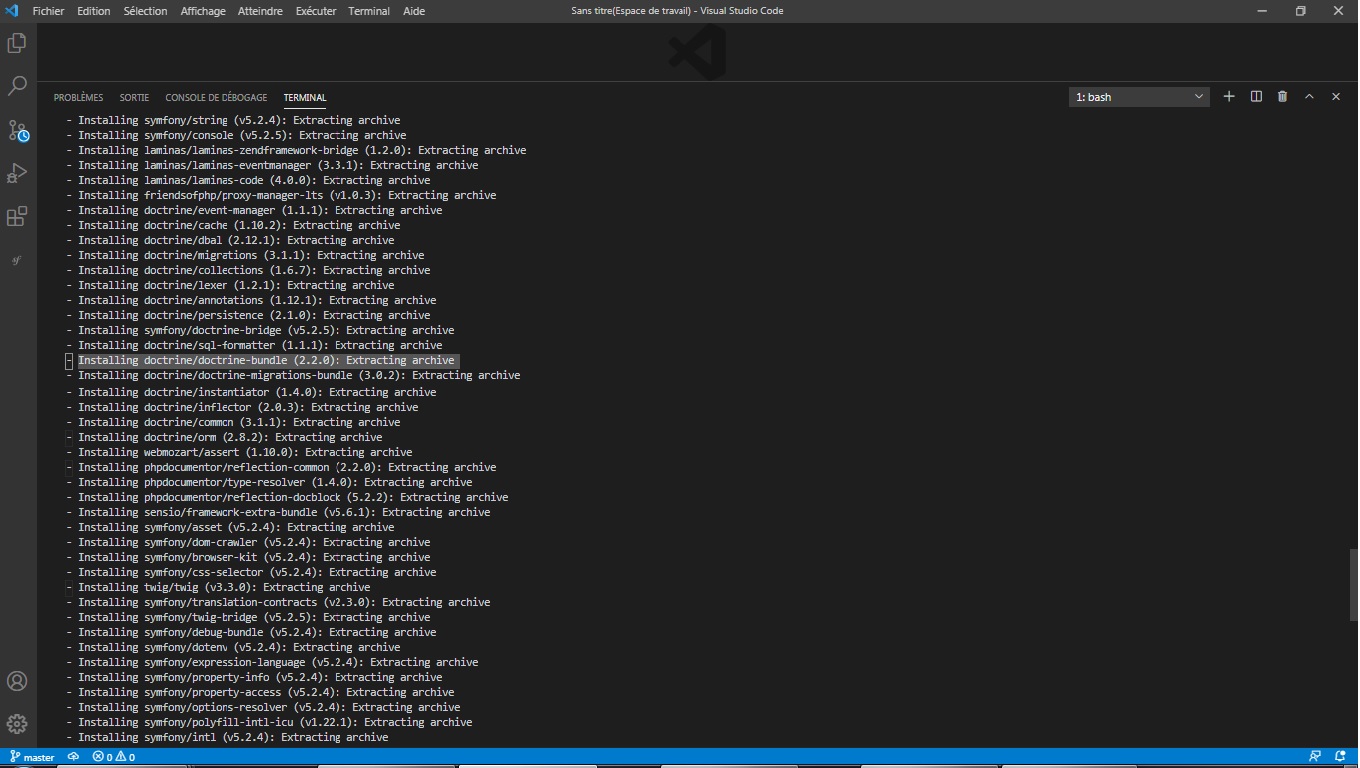 Fichier Edition Sélection Affichage Atteindre Exécuter Terminal Aide
Sans titre(Espace de travail) - Visual Studio Code
PROBLÈMES SORTIE CONSOLE DE DÉBOGAGE TERMINAL
1: bash
- Installing symfony/string (v5.2.4): Extracting archive
- Installing symfony/console (v5.2.5): Extracting archive
- Installing laminas/laminas-zendframework-bridge (1.2.0): Extracting archive
- Installing laminas/laminas-eventmanager (3.3.1): Extracting archive
- Installing laminas/laminas-code (4.0.0): Extracting archive
- Installing friendsofphp/proxy-manager-lts (v1.0.3): Extracting archive
- Installing doctrine/event-manager (1.1.1): Extracting archive
- Installing doctrine/cache (1.10.2): Extracting archive
- Installing doctrine/dbal (2.12.1): Extracting archive
- Installing doctrine/migrations (3.1.1): Extracting archive
- Installing doctrine/collections (1.6.7): Extracting archive
- Installing doctrine/lexer (1.2.1): Extracting archive
- Installing doctrine/annotations (1.12.1): Extracting archive
- Installing doctrine/persistence (2.1.0): Extracting archive
- Installing symfony/doctrine-bridge (v5.2.5): Extracting archive
- Installing doctrine/sql-formatter (1.1.1): Extracting archive
- Installing doctrine/doctrine-bundle (2.2.0): Extracting archive
- Installing doctrine/doctrine-migrations-bundle (3.0.2): Extracting archive
- Installing doctrine/instantiator (1.4.0): Extracting archive
- Installing doctrine/inflector (2.0.3): Extracting archive
- Installing doctrine/common (3.1.1): Extracting archive
- Installing doctrine/orm (2.8.2): Extracting archive
- Installing webmozart/assert (1.10.0): Extracting archive
- Installing phpdocumentor/reflection-common (2.2.0): Extracting archive
- Installing phpdocumentor/type-resolver (1.4.0): Extracting archive
- Installing phpdocumentor/reflection-docblock (5.2.2): Extracting archive
- Installing sensio/framework-extra-bundle (v5.6.1): Extracting archive
- Installing symfony/asset (v5.2.4): Extracting archive
- Installing symfony/dom-crawler (v5.2.4): Extracting archive
- Installing symfony/browser-kit (v5.2.4): Extracting archive
- Installing symfony/css-selector (v5.2.4): Extracting archive
- Installing twig/twig (v3.3.0): Extracting archive
- Installing symfony/translation-contracts (v2.3.0): Extracting archive
- Installing symfony/twig-bridge (v5.2.5): Extracting archive
- Installing symfony/debug-bundle (v5.2.4): Extracting archive
- Installing symfony/dotenv (v5.2.4): Extracting archive
- Installing symfony/expression-language (v5.2.4): Extracting archive
- Installing symfony/property-info (v5.2.4): Extracting archive
- Installing symfony/property-access (v5.2.4): Extracting archive
- Installing symfony/options-resolver (v5.2.4): Extracting archive
- Installing symfony/polyfill-intl-icu (v1.22.1): Extracting archive
- Installing symfony/intl (v5.2.4): Extracting archive
master 0 0